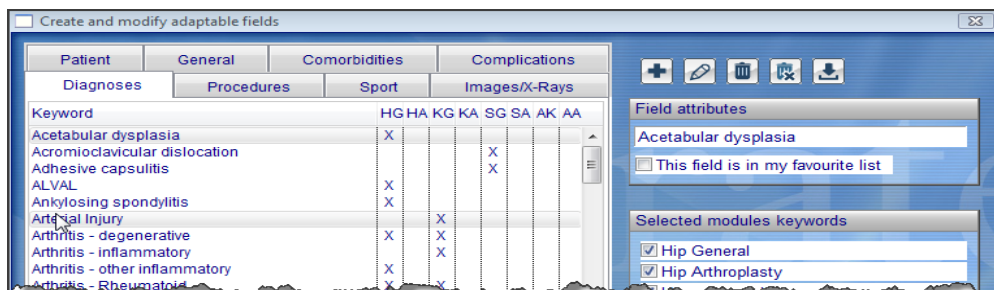 Create and modify adaptable fields
Patient General Comorbidities Complications
Diagnoses Procedures Sport Images/X-Rays
Keyword HG HA KG KA SG SA AK AA
Acetabular dysplasia X
Acromioclavicular dislocation X
Adhesive capsulitis X
ALVAL X
Ankylosing spondylitis X
Arterial Injury X
Arthritis - degenerative X X
Arthritis - inflammatory X
Arthritis - other inflammatory X
Arthritis - Rheumatoid X X
Field attributes
Acetabular dysplasia
This field is in my favourite list
Selected modules keywords
Hip General
Hip Arthroplasty